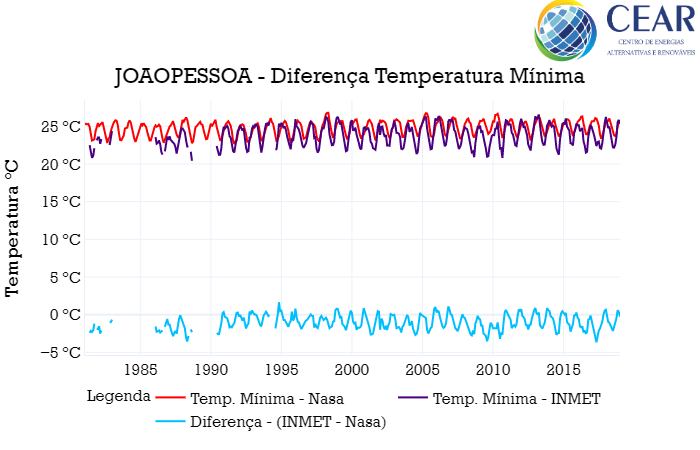 CEAR
CENTRO DE ENERGIAS
ALTERNATIVAS E RENOVÁVEIS
JOAOPESSOA - Diferença Temperatura Mínima
Temperatura °C
25 °C
20 °C
15 °C
10 °C
5 °C
0 °C
−5 °C
1985 1990 1995 2000 2005 2010 2015
Legenda Temp. Mínima - Nasa Temp. Mínima - INMET
Diferença - (INMET - Nasa)